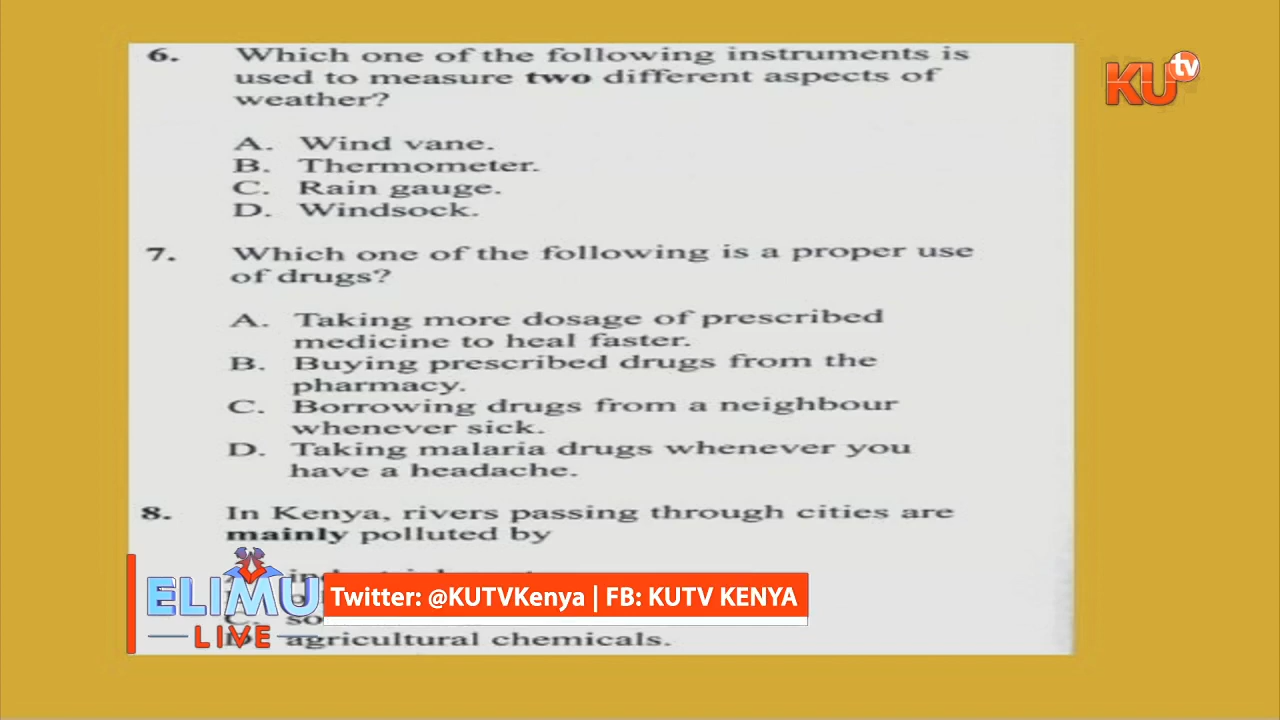 KU tv
6. Which one of the following instruments is
used to measure two different aspects of
weather?
A. Wind vane.
B. Thermometer.
C. Rain gauge.
D. Windsock.
7. Which one of the following is a proper use
of drugs?
A. Taking more dosage of prescribed
medicine to heal faster.
B. Buying prescribed drugs from the
pharmacy.
C. Borrowing drugs from a neighbour
whenever sick.
D. Taking malaria drugs whenever you
have a headache.
8. In Kenya, rivers passing through cities are
mainly polluted by
C.
D. agricultural chemicals.
ELIMU
LIVE
Twitter: @KUTVKenya | FB: KUTV KENYA